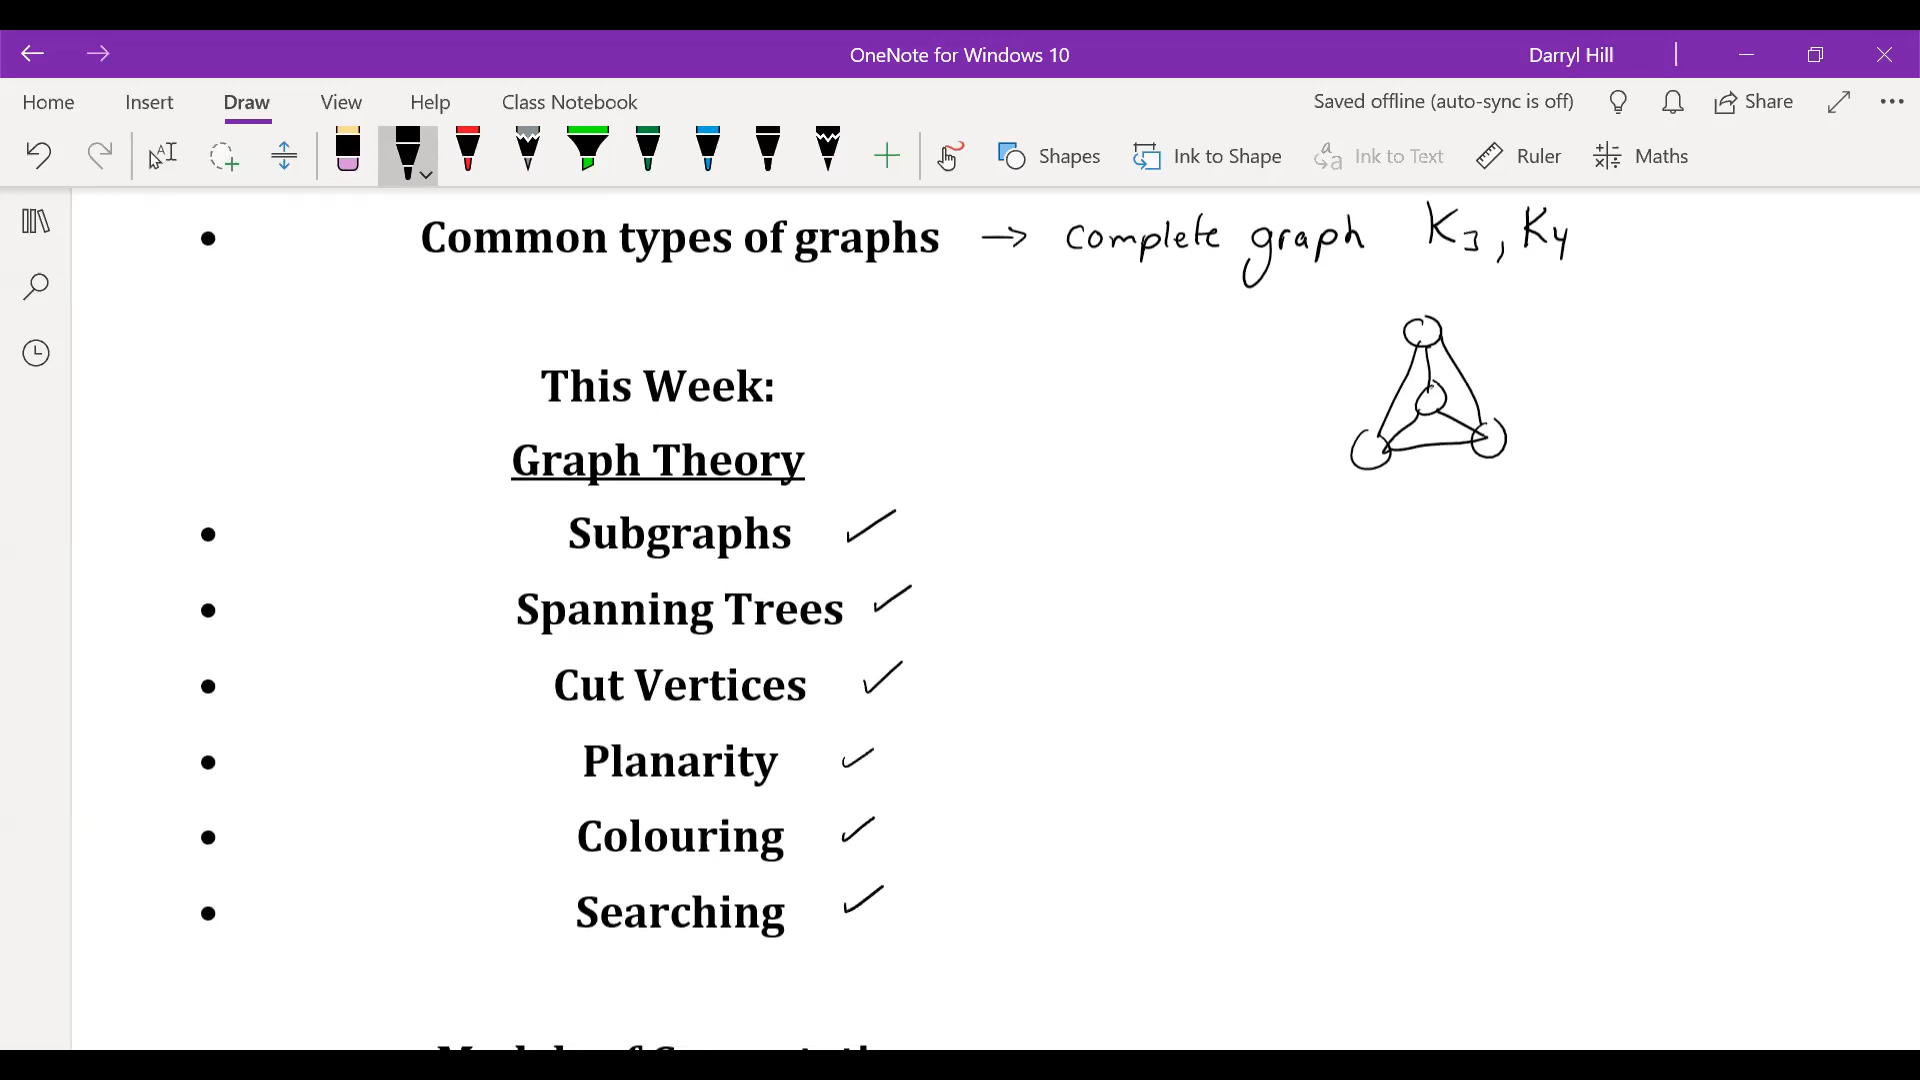 OneNote for Windows 10
Darryl Hill
Home Insert Draw View Help Class Notebook
Saved offline (auto-sync is off) Share
Shapes Ink to Shape Ink to Text Ruler Maths
• Common types of graphs → complete graph K3, K4
This Week:
Graph Theory
• Subgraphs ✓
• Spanning Trees ✓
• Cut Vertices ✓
• Planarity ✓
• Colouring ✓
• Searching ✓